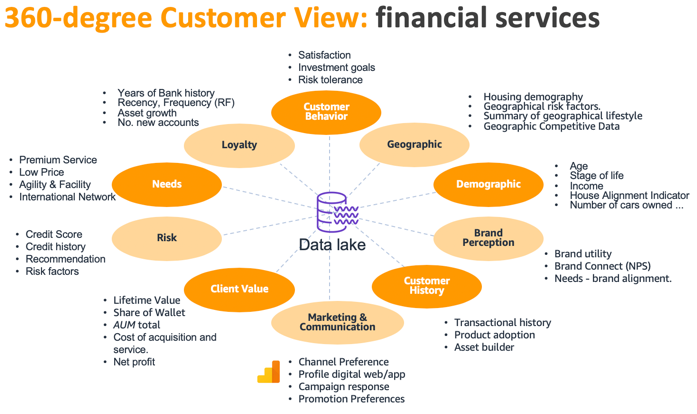 360-degree Customer View: financial services
• Satisfaction
• Investment goals
• Risk tolerance
Customer
Behavior
• Years of Bank history
• Recency, Frequency (RF)
• Asset growth
• No. new accounts
Loyalty
• Housing demography
• Geographical risk factors.
• Summary of geographical lifestyle
• Geographic Competitive Data
Geographic
• Premium Service
• Low Price
• Agility & Facility
• International Network
Needs
Demographic
• Age
• Stage of life
• Income
• House Alignment Indicator
• Number of cars owned ...
• Credit Score
• Credit history
• Recommendation
• Risk factors
Risk
Data lake
Brand
Perception
• Brand utility
• Brand Connect (NPS)
• Needs - brand alignment.
Client Value
• Lifetime Value
• Share of Wallet
• AUM total
• Cost of acquisition and
service.
• Net profit
Customer
History
• Transactional history
• Product adoption
• Asset builder
Marketing &
Communication
• Channel Preference
• Profile digital web/app
• Campaign response
• Promotion Preferences